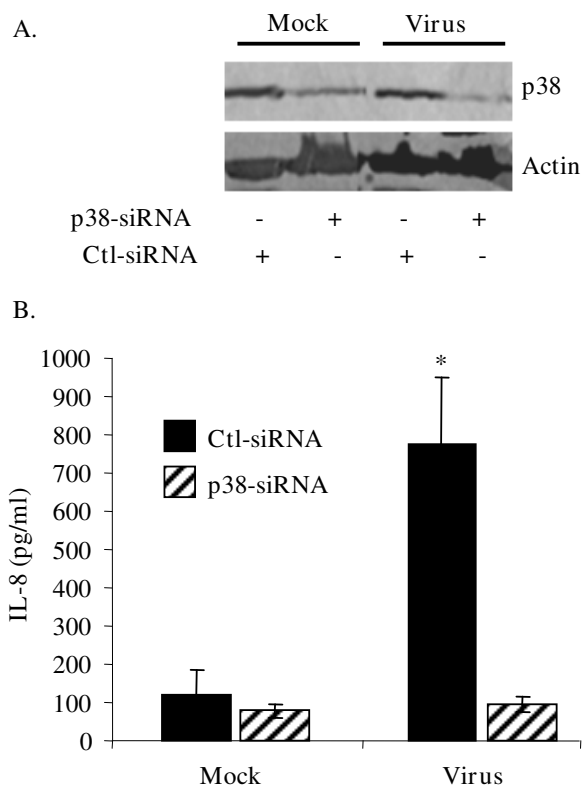 A.
Mock Virus
p38
Actin
p38-siRNA - + - +
Ctl-siRNA + - + -
B.
1000
900
800
700
600
500
400
300
200
100
0
IL-8 (pg/ml)
*
Ctl-siRNA
p38-siRNA
Mock Virus